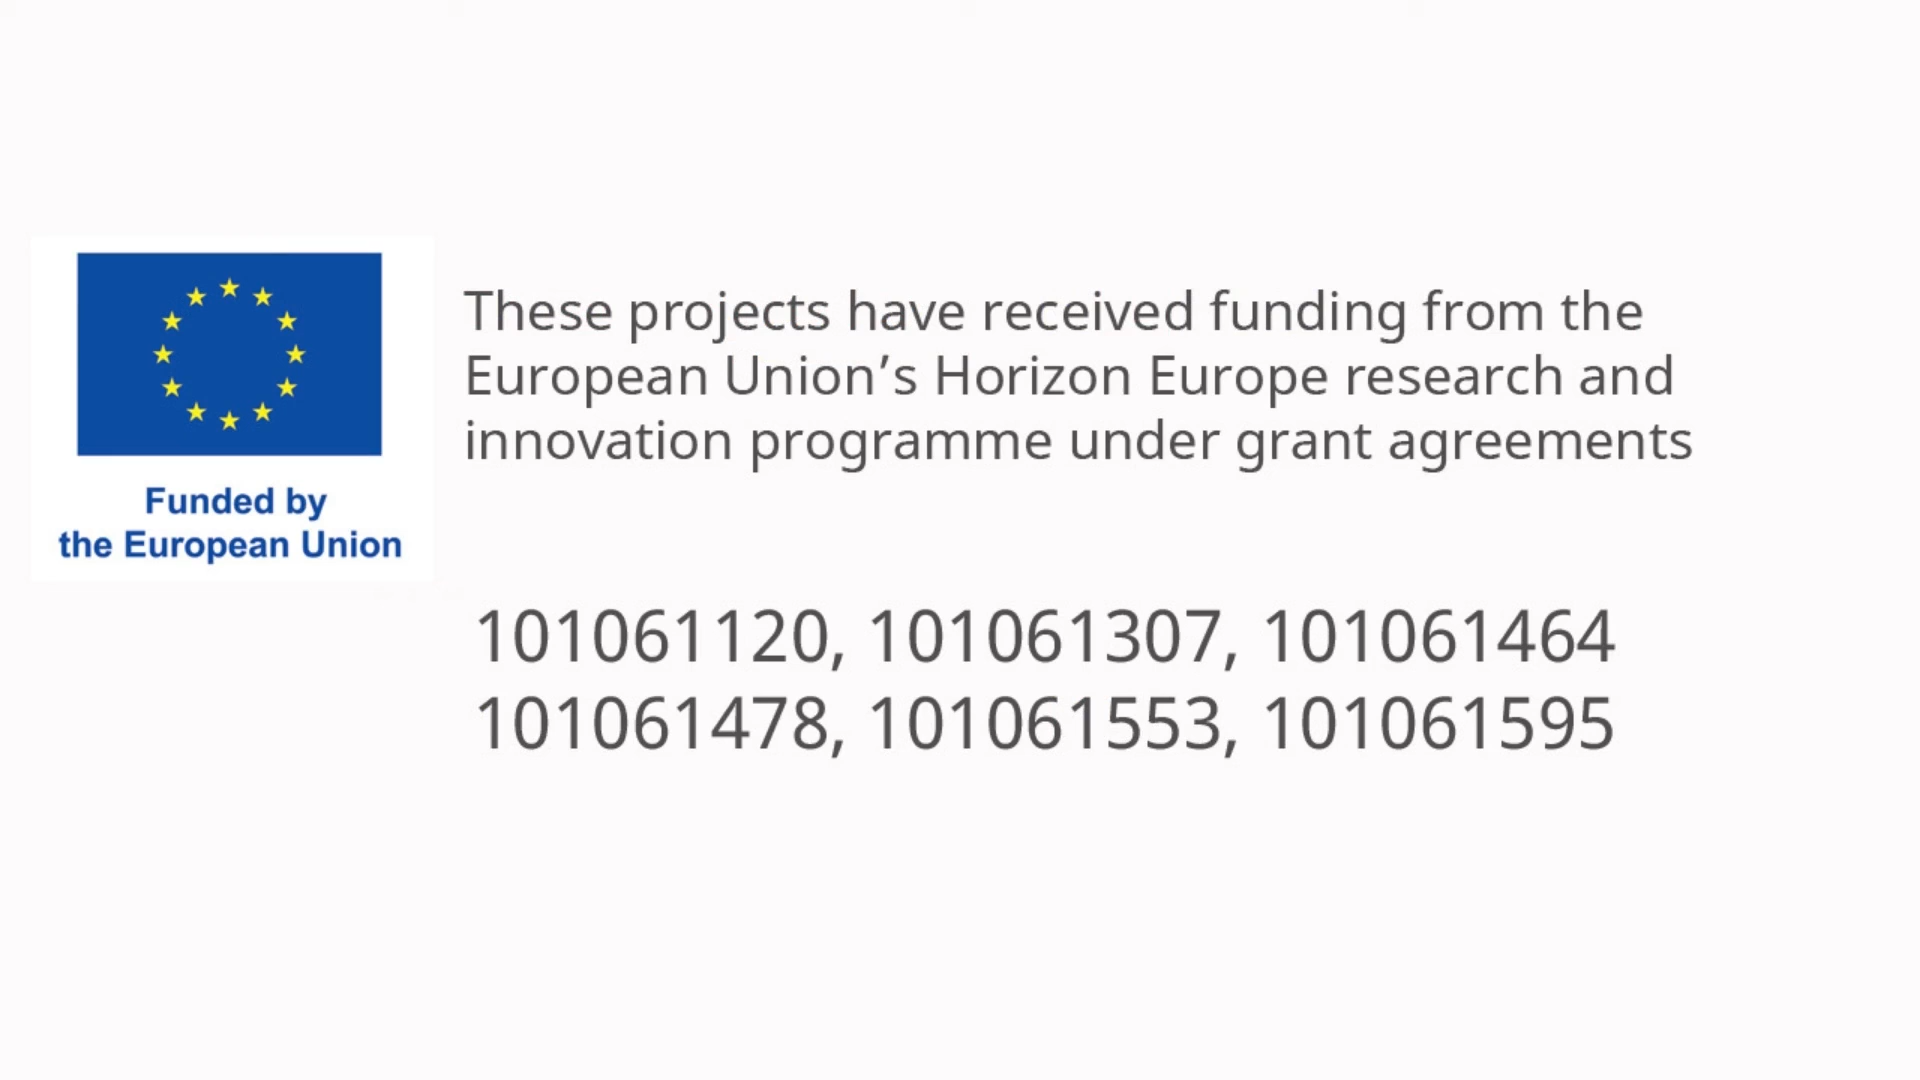 Funded by
the European Union
These projects have received funding from the
European Union’s Horizon Europe research and
innovation programme under grant agreements
101061120, 101061307, 101061464
101061478, 101061553, 101061595